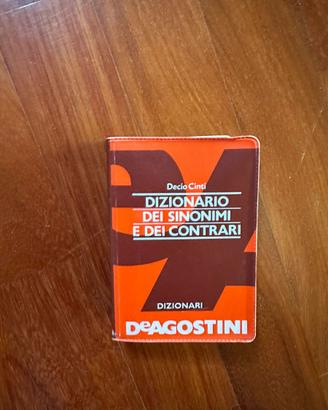 Decio Cinti
DIZIONARIO
DEI SINONIMI
E DEI CONTRARI
DIZIONARI
DeAGOSTINI